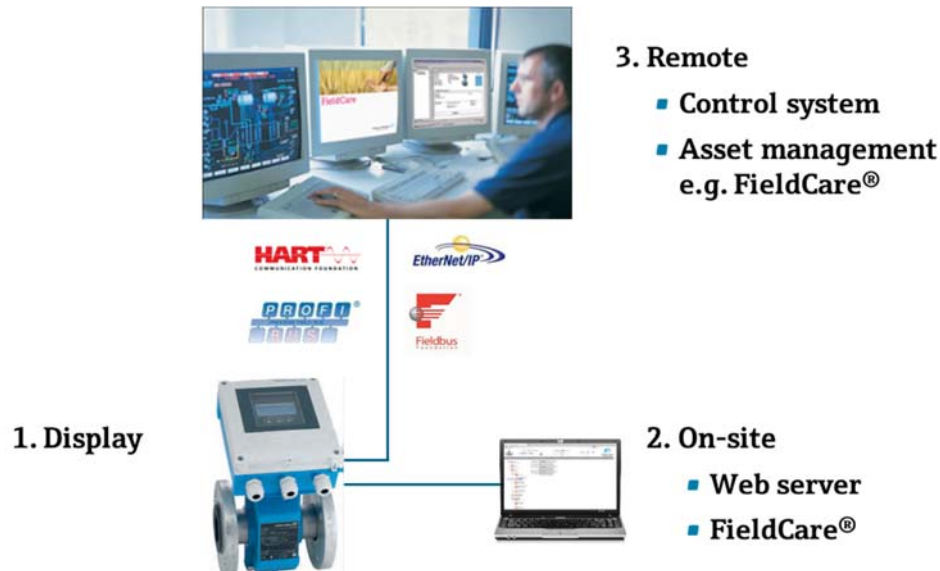 FieldCare
3. Remote
Control system
Asset management
e.g. FieldCare®
HART
COMMUNICATION FOUNDATION
EtherNet/IP
PROFI
BUS
Fieldbus
Foundation
1. Display
2. On-site
Web server
FieldCare®